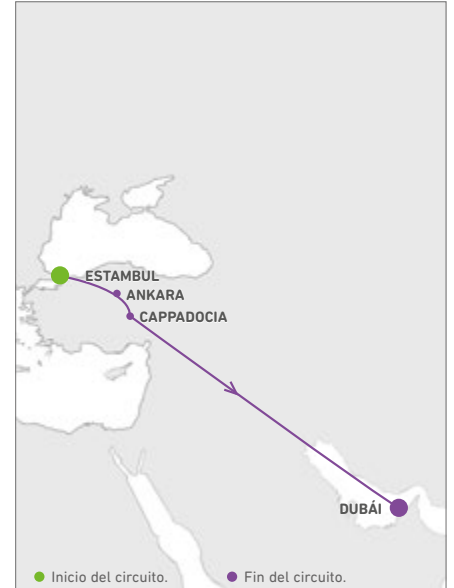 ESTAMBUL
ANKARA
CAPPADOCIA
DUBÁI
Inicio del circuito.
Fin del circuito.